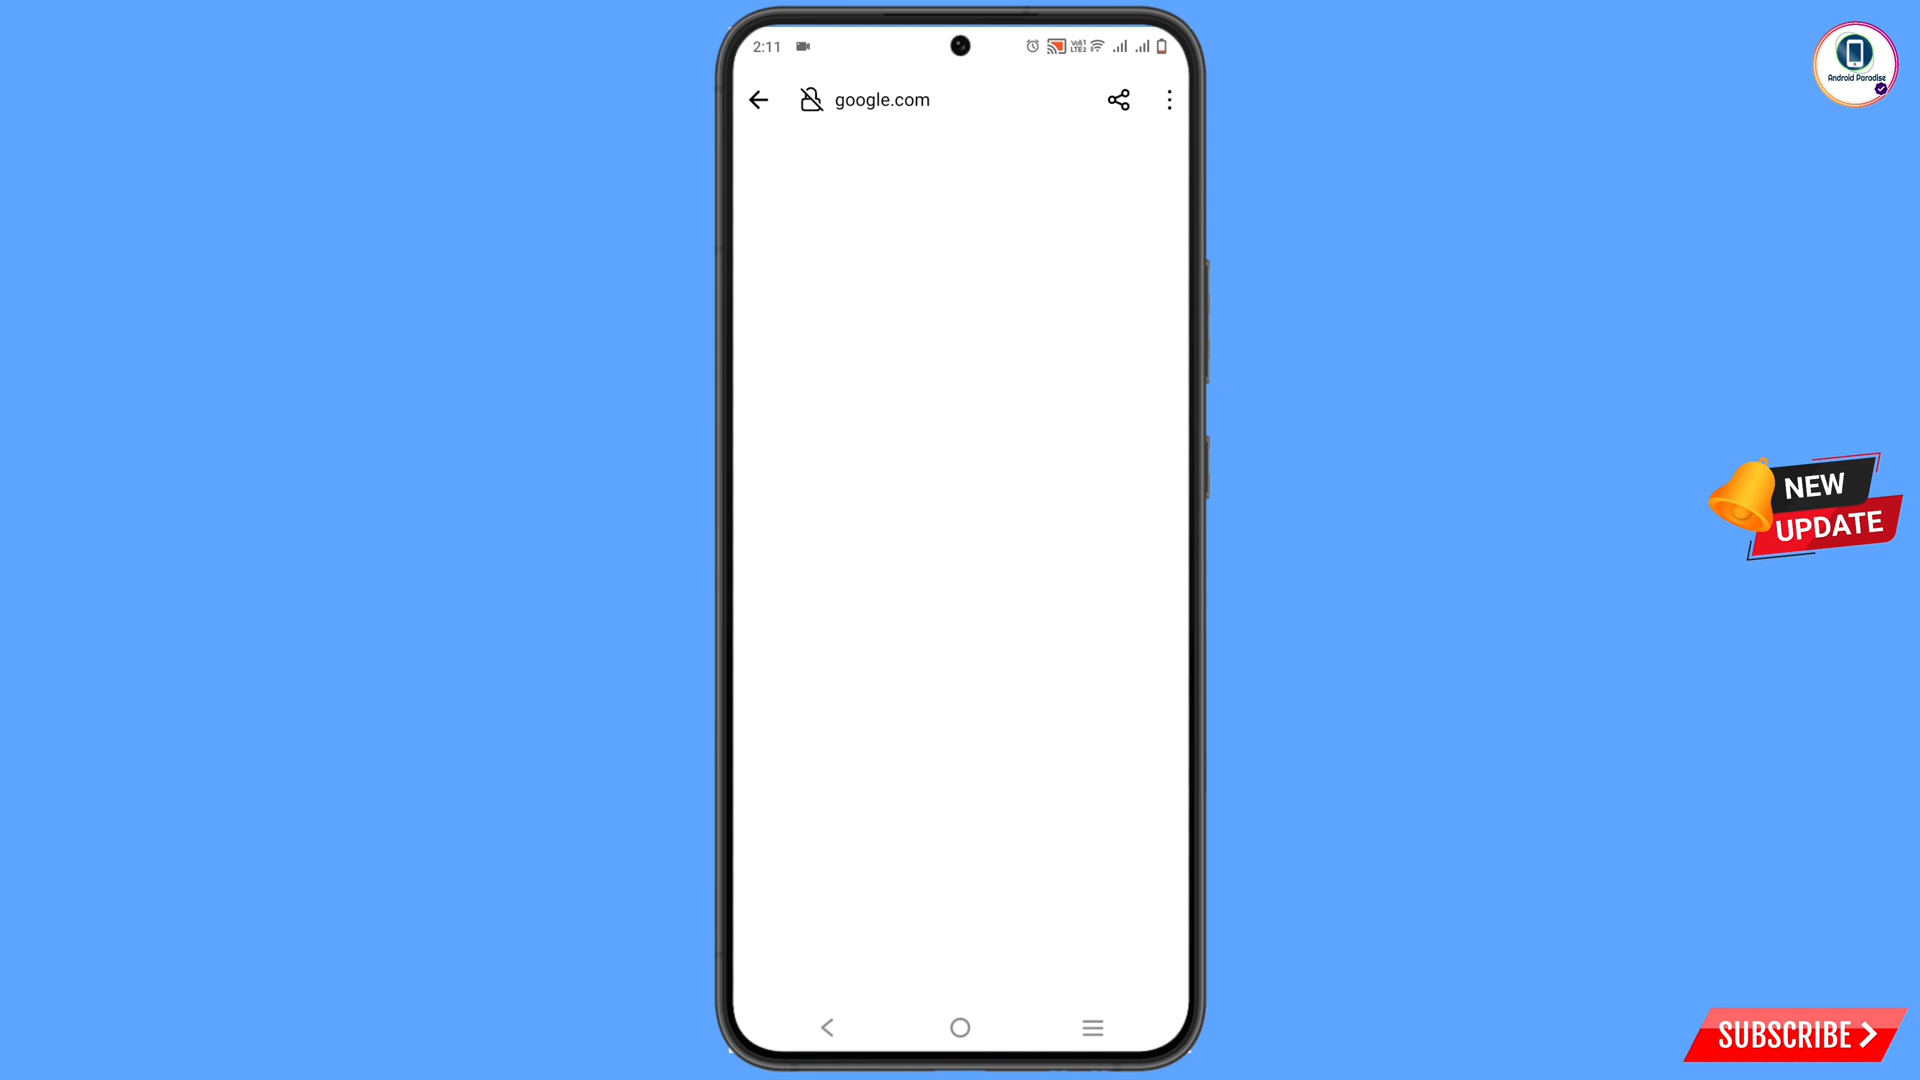 2:11
google.com
Android Paradise
NEW
UPDATE
SUBSCRIBE